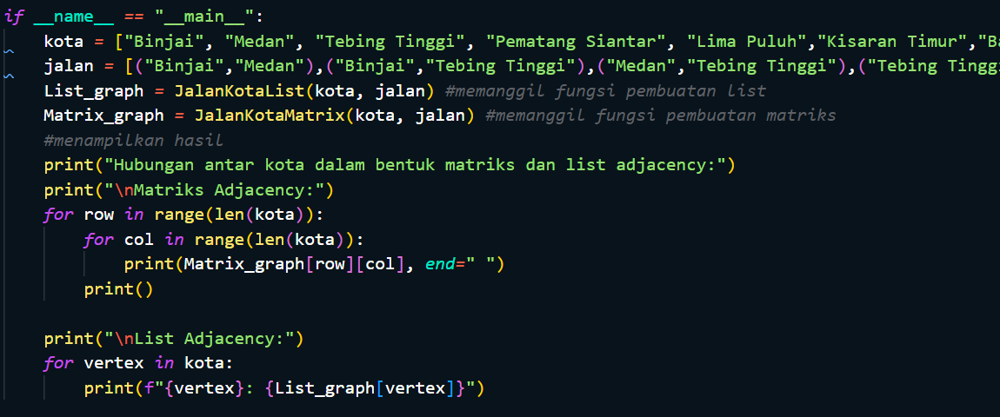 if __name__ == "__main__":
    kota = ["Binjai", "Medan", "Tebing Tinggi", "Pematang Siantar", "Lima Puluh","Kisaran Timur","Ba
    jalan = [("Binjai","Medan"),("Binjai","Tebing Tinggi"),("Medan","Tebing Tinggi"),("Tebing Tinggi
    List_graph = JalanKotaList(kota, jalan) #memanggil fungsi pembuatan list
    Matrix_graph = JalanKotaMatrix(kota, jalan) #memanggil fungsi pembuatan matriks
    #menampilkan hasil
    print("Hubungan antar kota dalam bentuk matriks dan list adjacency:")
    print("\nMatriks Adjacency:")
    for row in range(len(kota)):
        for col in range(len(kota)):
            print(Matrix_graph[row][col], end=" ")
        print()
    print("\nList Adjacency:")
    for vertex in kota:
        print(f"{vertex}: {List_graph[vertex]}")